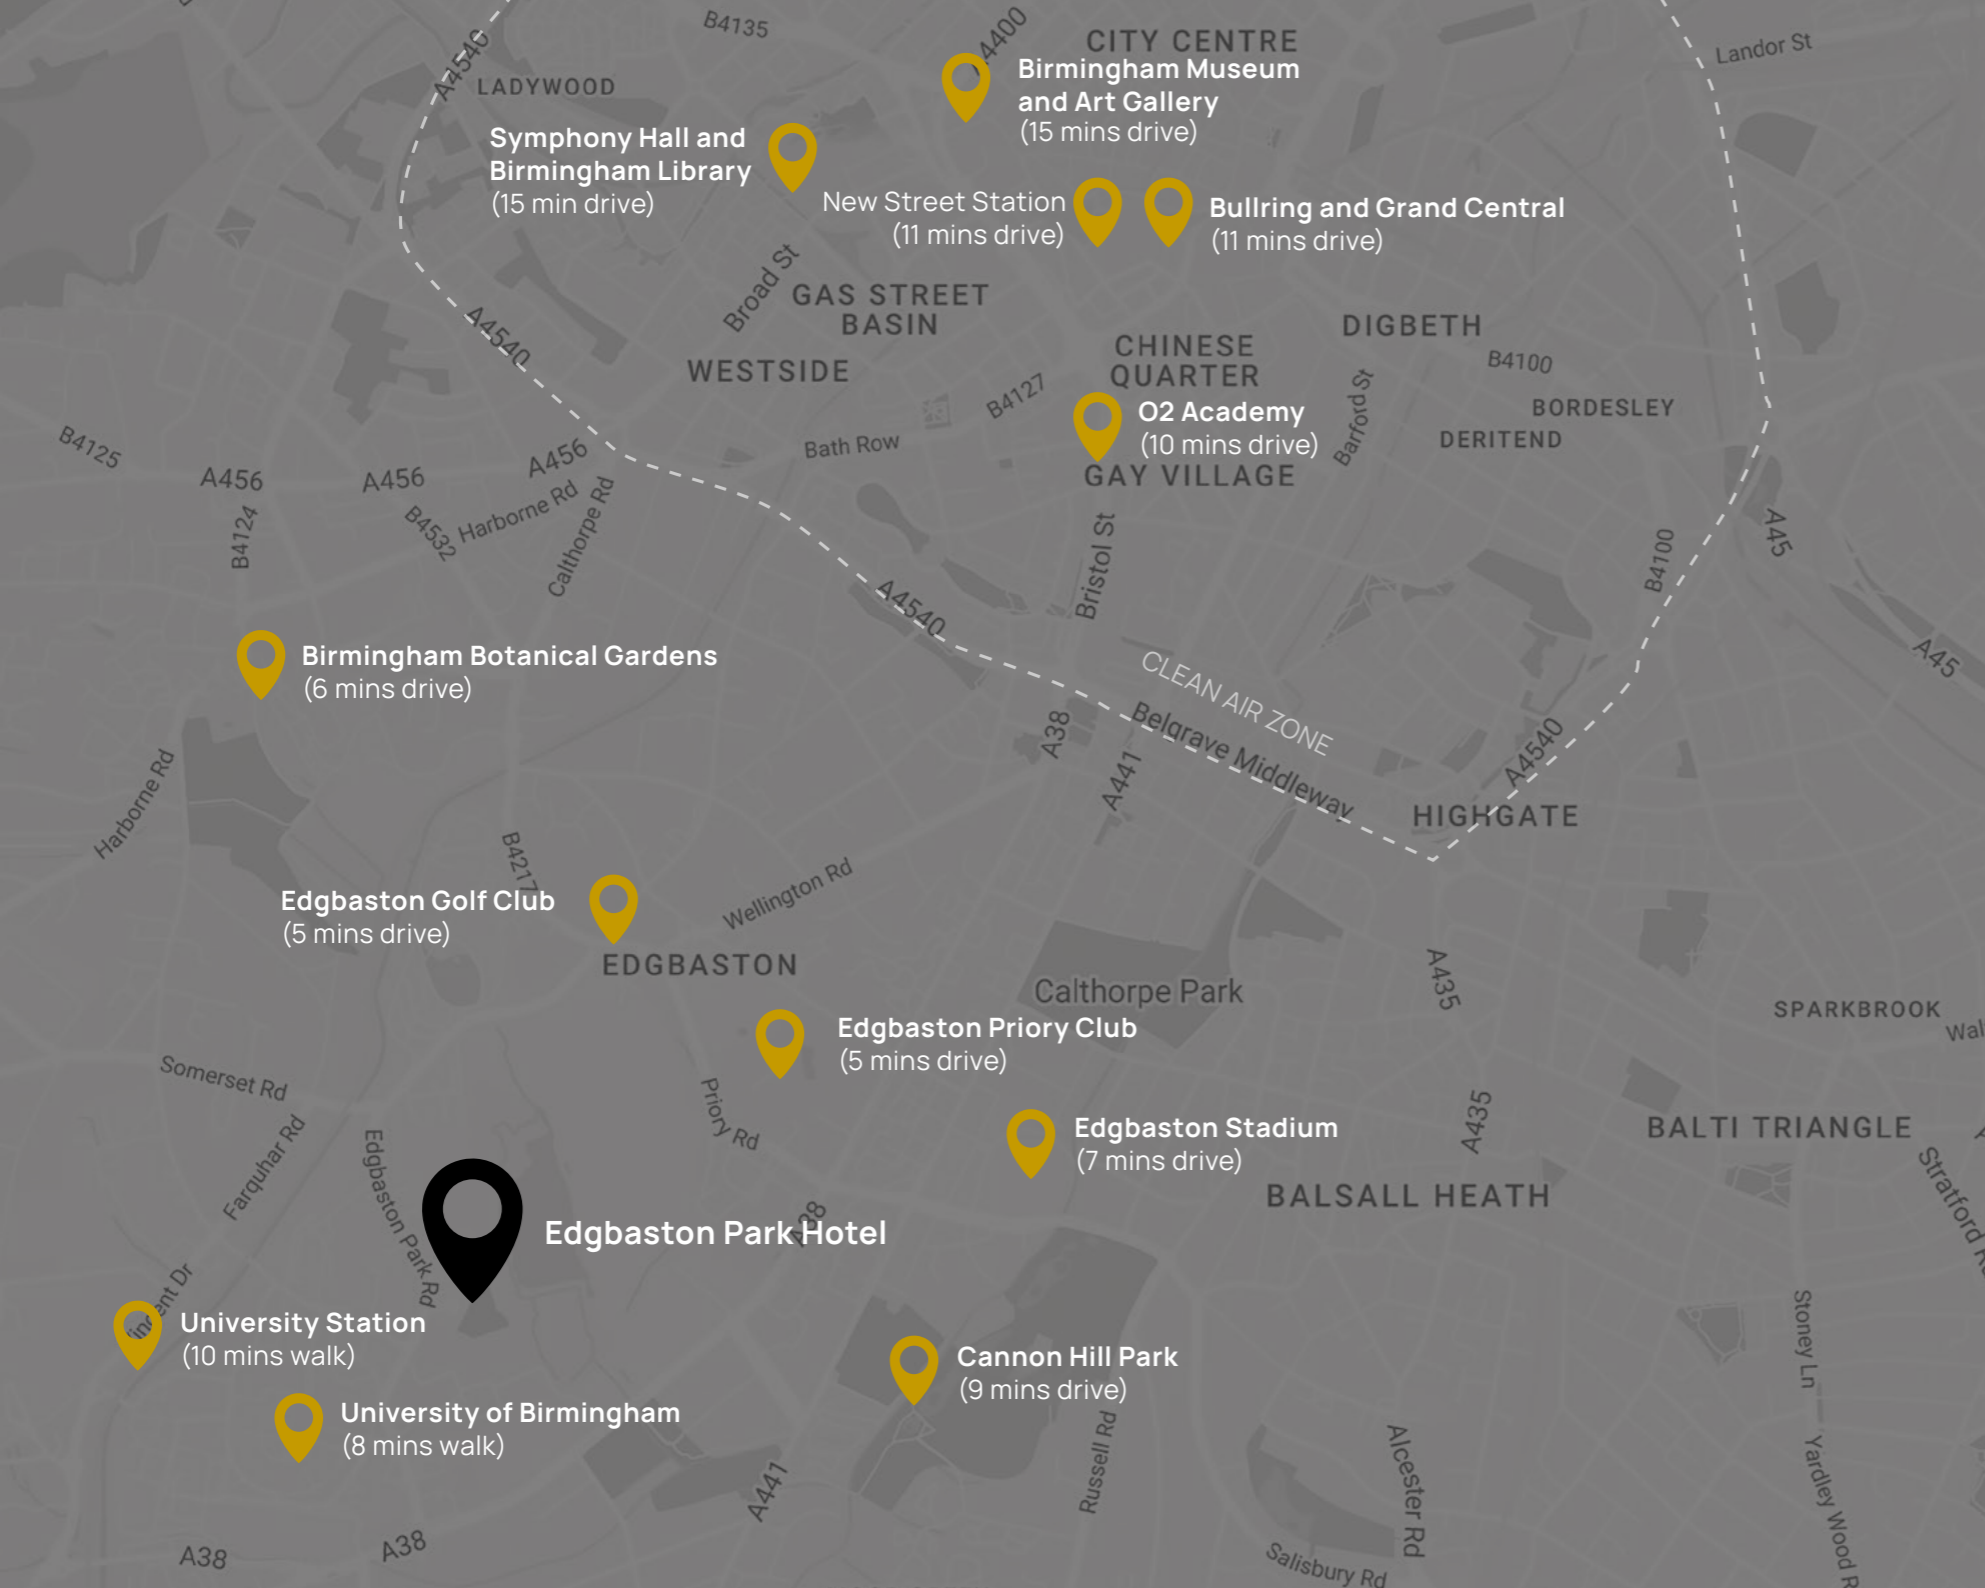 B4135
A4400
CITY CENTRE
Landor St
A4540
LADYWOOD
Birmingham Museum
and Art Gallery
(15 mins drive)
Symphony Hall and
Birmingham Library
(15 min drive)
New Street Station
(11 mins drive)
Bullring and Grand Central
(11 mins drive)
Broad St
GAS STREET
BASIN
A4540
WESTSIDE
CHINESE
QUARTER
DIGBETH
B4100
B4127
BORDESLEY
DERITEND
Barford St
O2 Academy
(10 mins drive)
GAY VILLAGE
B4125
A456
A456
A456
Bath Row
B4124
B4532
Harborne Rd
Calthorpe Rd
Bristol St
B4100
A45
A4540
Birmingham Botanical Gardens
(6 mins drive)
CLEAN AIR ZONE
A45
Belgrave Middleway
A38
A441
A4540
HIGHGATE
Harborne Rd
B4217
Wellington Rd
Edgbaston Golf Club
(5 mins drive)
EDGBASTON
Calthorpe Park
A435
SPARKBROOK
Wal
Edgbaston Priory Club
(5 mins drive)
Somerset Rd
Priory Rd
Farquhar Rd
Edgbaston Park Rd
Edgbaston Stadium
(7 mins drive)
A435
BALTI TRIANGLE
BALSALL HEATH
Stratford R
A38
Edgbaston Park Hotel
University Station
(10 mins walk)
Cannon Hill Park
(9 mins drive)
Stoney Ln
University of Birmingham
(8 mins walk)
Russell Rd
A441
Alcester Rd
Yardley Wood R
A38
A38
Salisbury Rd